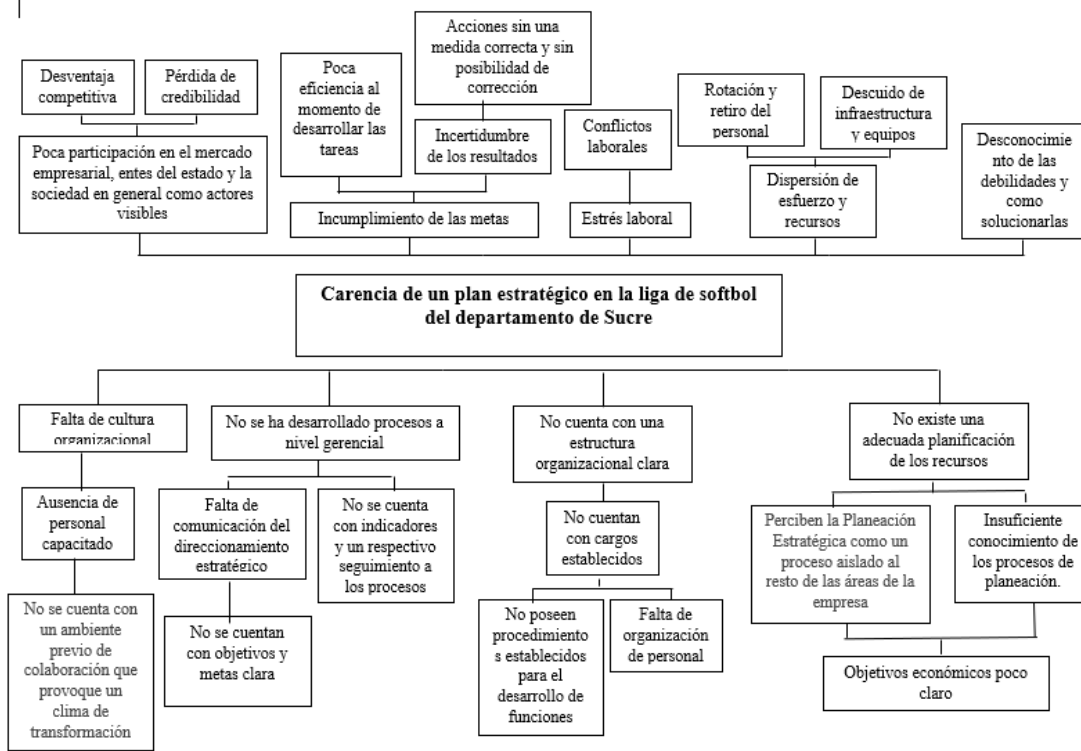 Acciones sin una
medida correcta y sin
posibilidad de
corrección
Desventaja
competitiva
Pérdida de
credibilidad
Poca
eficiencia al
momento de
desarrollar las
tareas
Rotación y
retiro del
personal
Descuido de
infraestructura
y equipos
Incertidumbre
de los resultados
Conflictos
laborales
Desconocimie
nto de las
debilidades y
como
solucionarlas
Poca participación en el mercado
empresarial, entes del estado y la
sociedad en general como actores
visibles
Incumplimiento de las metas
Estrés laboral
Dispersión de
esfuerzo y
recursos
Carencia de un plan estratégico en la liga de softbol
del departamento de Sucre
Falta de cultura
organizacional
No se ha desarrollado procesos a
nivel gerencial
No cuenta con una
estructura
organizacional clara
No existe una
adecuada planificación
de los recursos
Ausencia de
personal
capacitado
Falta de
comunicación del
direccionamiento
estratégico
No se cuenta
con indicadores
y un respectivo
seguimiento a
los procesos
No cuentan
con cargos
establecidos
Perciben la Planeación
Estratégica como un
proceso aislado al
resto de las áreas de la
empresa
Insuficiente
conocimiento de
los procesos de
planeación.
No se cuenta con
un ambiente
previo de
colaboración que
provoque un
clima de
transformación
No se cuentan
con objetivos y
metas clara
No poseen
procedimiento
s establecidos
para el
desarrollo de
funciones
Falta de
organización
de personal
Objetivos económicos poco
claro